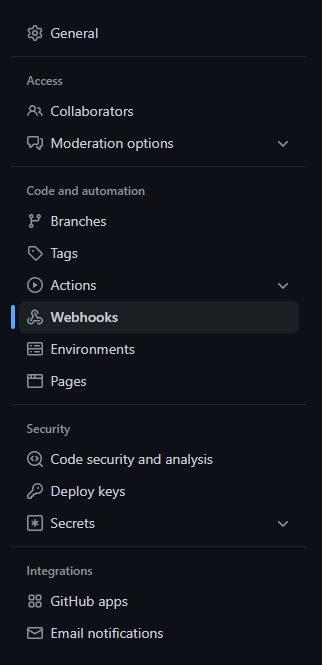 General
Access
Collaborators
Moderation options
Code and automation
Branches
Tags
Actions
Webhooks
Environments
Pages
Security
Code security and analysis
Deploy keys
Secrets
Integrations
GitHub apps
Email notifications